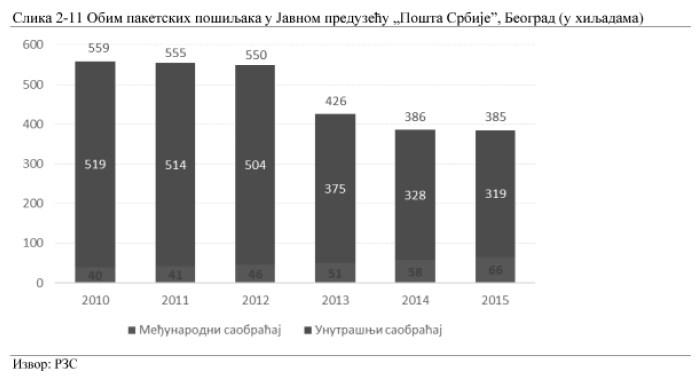 Слика 2-11 Обим пакетских пошиљака у Јавном предузећу „Пошта Србије”, Београд (у хиљадама)
600
500
400
300
200
100
0
559 555 550 426 386 385
519 514 504 375 328 319
40 41 46 51 58 66
2010 2011 2012 2013 2014 2015
Међународни саобраћај Унутрашњи саобраћај
Извор: РЗС